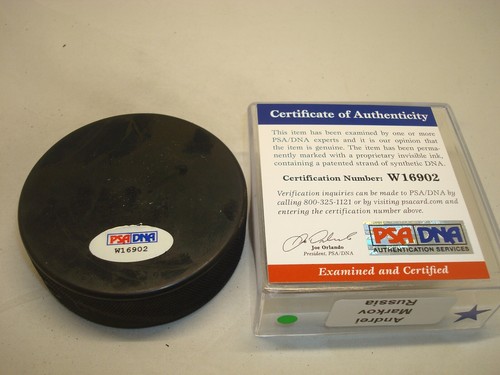 PSA DNA
W16902
Certificate of Authenticity
This item has been examined by one or more
PSA/DNA experts and it is our opinion that
the item is genuine. The item has been perma-
nently marked with a proprietary invisible ink,
containing a patented strand of synthetic DNA.
Certification Number: W16902
Verification inquiries can be made to PSA/DNA by
calling 800-325-1121 or by visiting psacard.com and
entering the certification number above.
Joe Orlando
President, PSA/DNA
PSA DNA
AUTHENTICATION SERVICES
Examined and Certified
Andrei
Markov
Russia